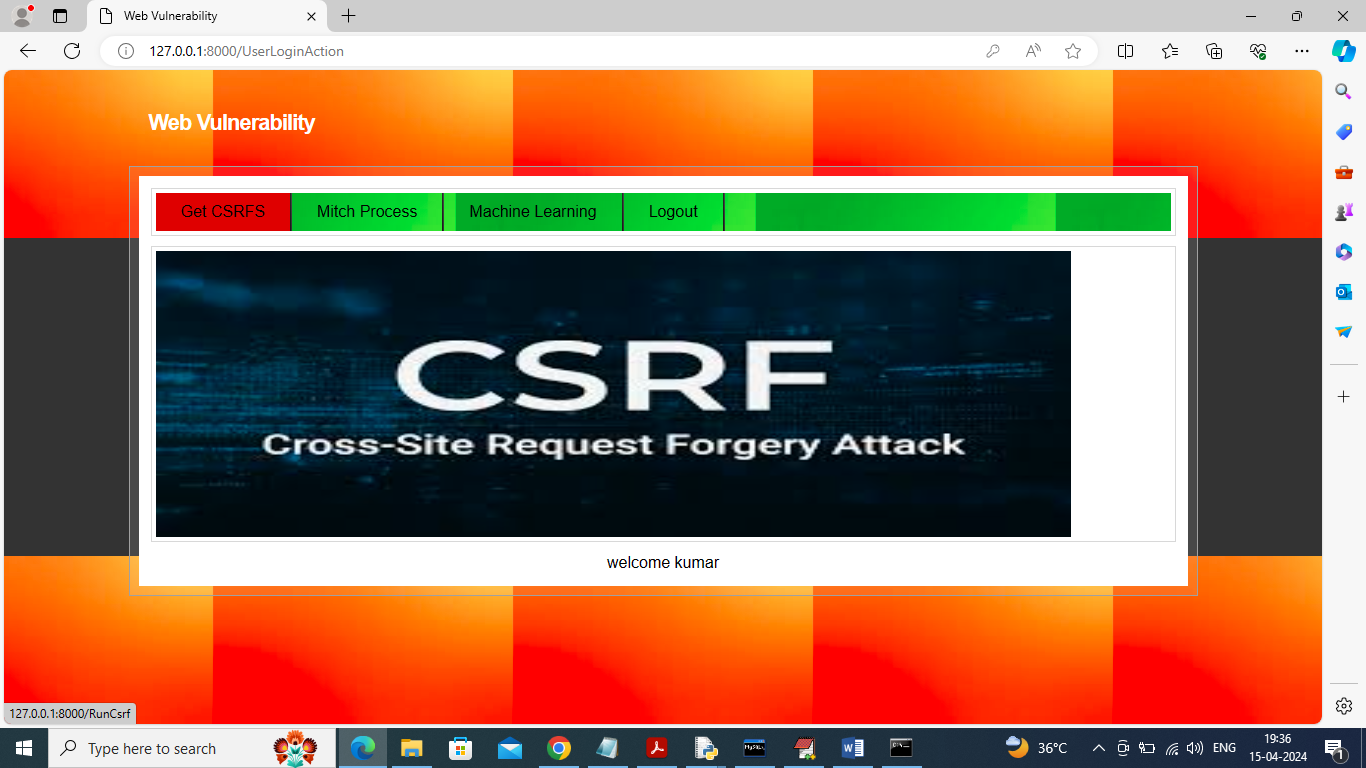 Web Vulnerability
127.0.0.1:8000/UserLoginAction
Web Vulnerability
Get CSRFS
Mitch Process
Machine Learning
Logout
CSRF
Cross-Site Request Forgery Attack
welcome kumar
127.0.0.1:8000/RunCsrf
Type here to search
36°C
ENG
19:36
15-04-2024
1